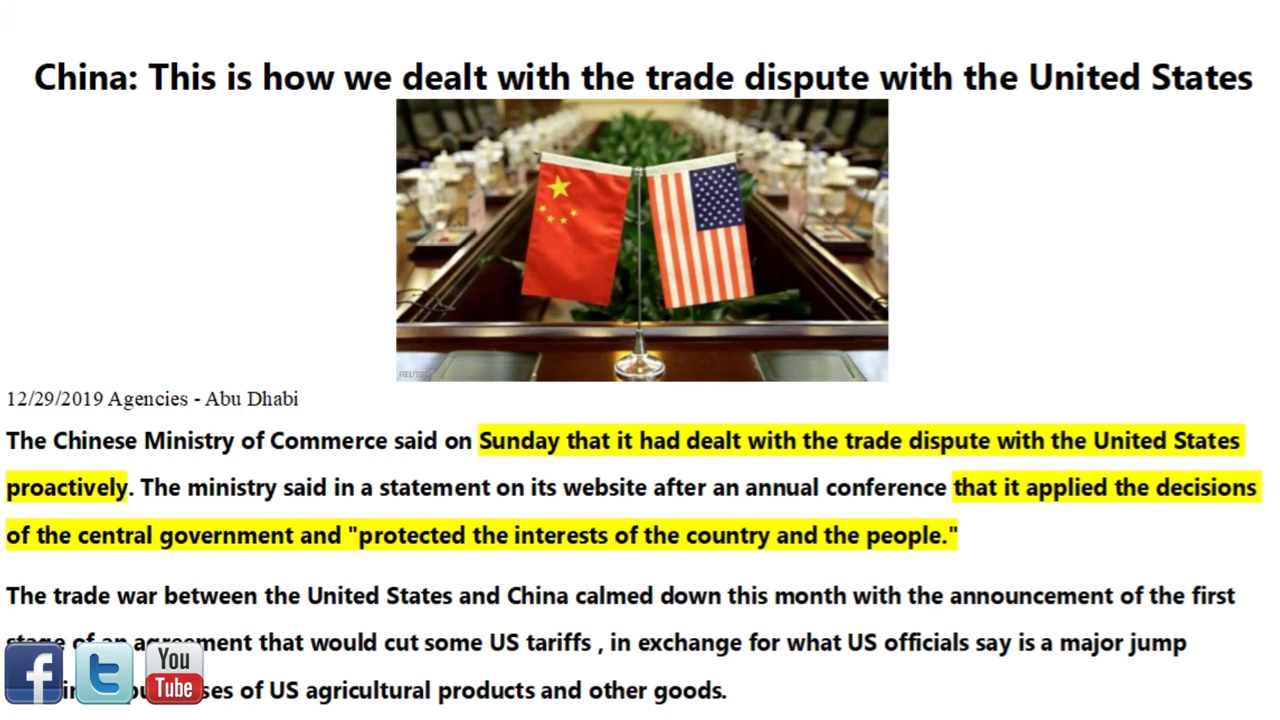 China: This is how we dealt with the trade dispute with the United States
REUTERS
12/29/2019 Agencies - Abu Dhabi
The Chinese Ministry of Commerce said on Sunday that it had dealt with the trade dispute with the United States
proactively. The ministry said in a statement on its website after an annual conference that it applied the decisions
of the central government and "protected the interests of the country and the people."
The trade war between the United States and China calmed down this month with the announcement of the first
stage of an agreement that would cut some US tariffs , in exchange for what US officials say is a major jump
of US agricultural products and other goods.
f
t
You
Tube